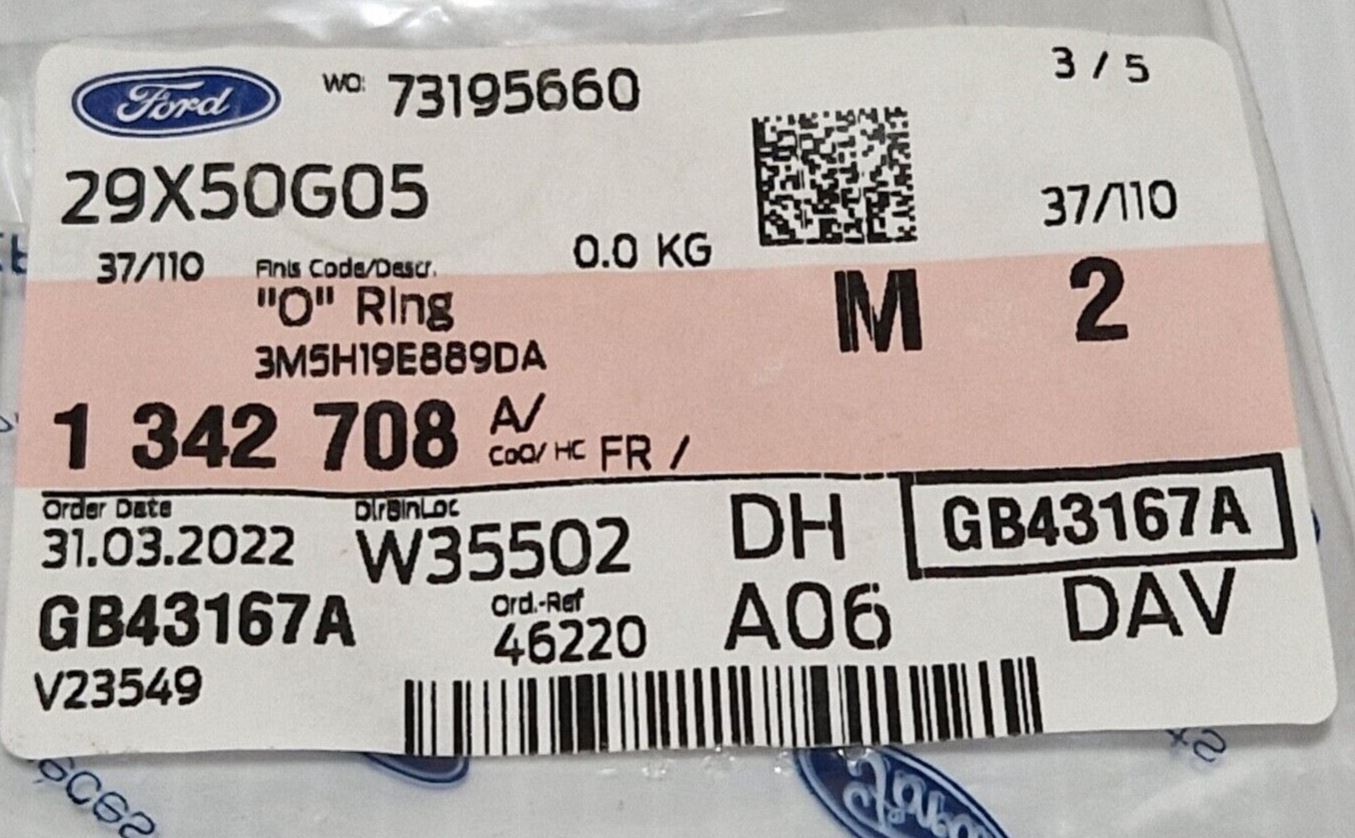 Ford WO: 73195660 3 / 5
29X50G05 37/110
37/110 Finis Code/Descr. 0.0 KG
"O" Ring M 2
3M5H19E889DA
1 342 708 A/
CoO/ HC FR /
Order Date DlrBinLoc DH GB43167A
31.03.2022 W35502
GB43167A Ord.-Ref A06 DAV
46220
V23549
Ford